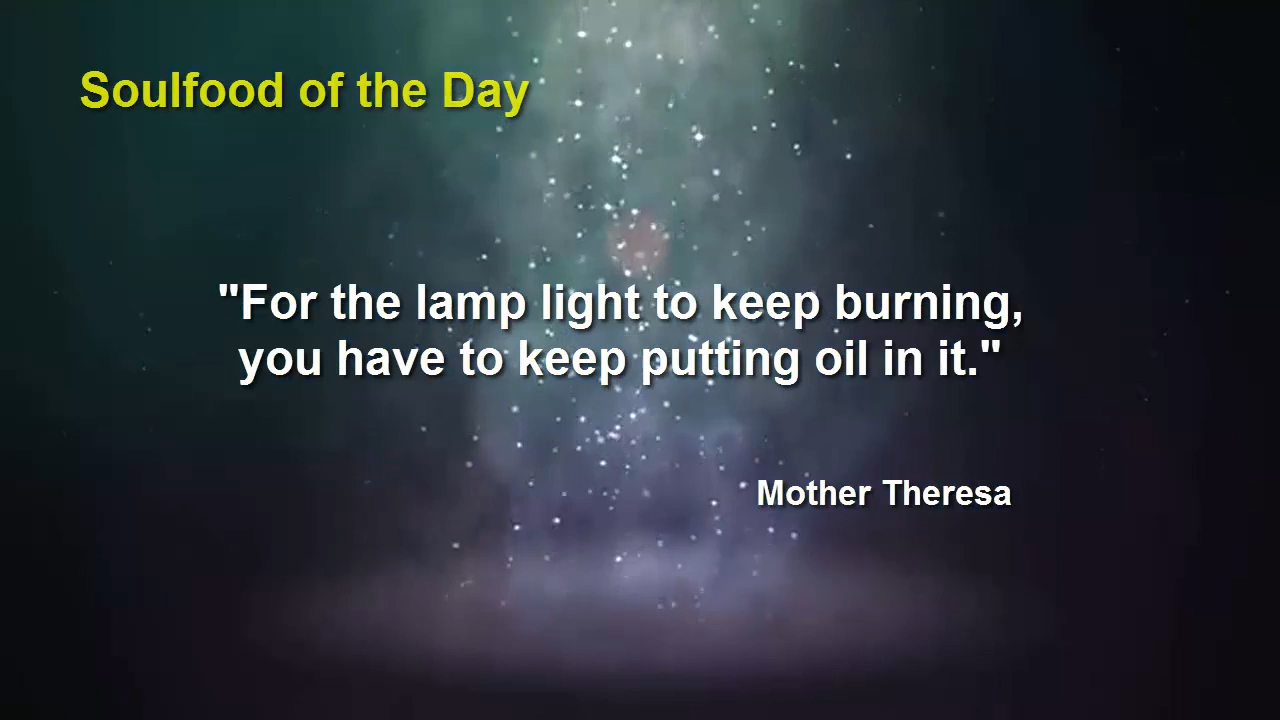 Soulfood of the Day
"For the lamp light to keep burning,
you have to keep putting oil in it."
Mother Theresa